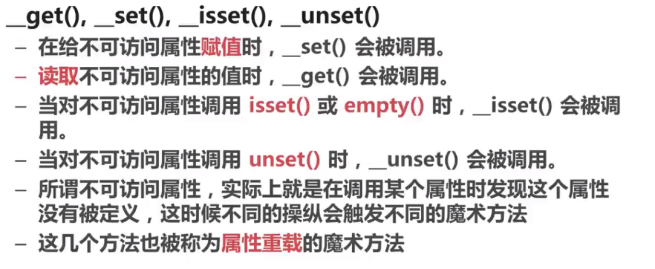 __get(), __set(), __isset(), __unset()
– 在给不可访问属性赋值时，__set() 会被调用。
– 读取不可访问属性的值时，__get() 会被调用。
– 当对不可访问属性调用 isset() 或 empty() 时，__isset() 会被调
用。
– 当对不可访问属性调用 unset() 时，__unset() 会被调用。
– 所谓不可访问属性，实际上就是在调用某个属性时发现这个属性
没有被定义，这时候不同的操纵会触发不同的魔术方法
– 这几个方法也被称为属性重载的魔术方法